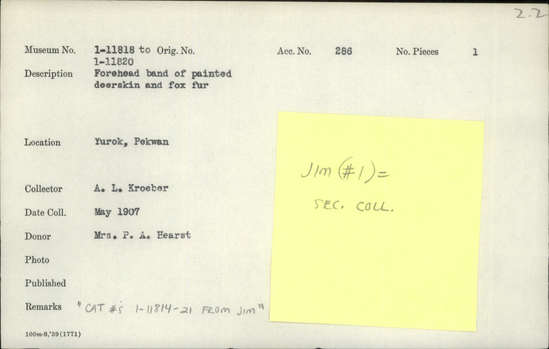 2.2
Museum No. 1-11818 to Orig. No. Acc. No. 286 No. Pieces 1
1-11820
Description Forehead band of painted
deerskin and fox fur
Location Yurok, Pekwan
JIM (#1) =
SEC. COLL.
Collector A. L. Kroeber
Date Coll. May 1907
Donor Mrs. P. A. Hearst
Photo
Published
Remarks "CAT #'s 1-11814-21 FROM JIM"
100m-8,'39(1771)